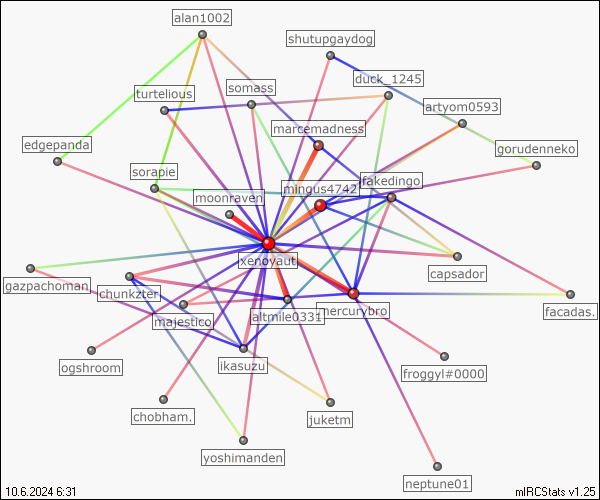 alan1002
shutupgaydog
duck_1245
turtelious
somass
artyom0593
marcemadness
edgepanda
gorudenneko
sorapie
fakedingo
mingus4742
moonraven
xenoyaut
capsador
gazpachoman
chunkzter
facadas.
majestico
altmile0331
mercurybro
ogshroom
ikasuzu
froggyl#0000
chobham.
juketm
yoshimanden
neptune01
10.6.2024 6:31
mIRCStats v1.25